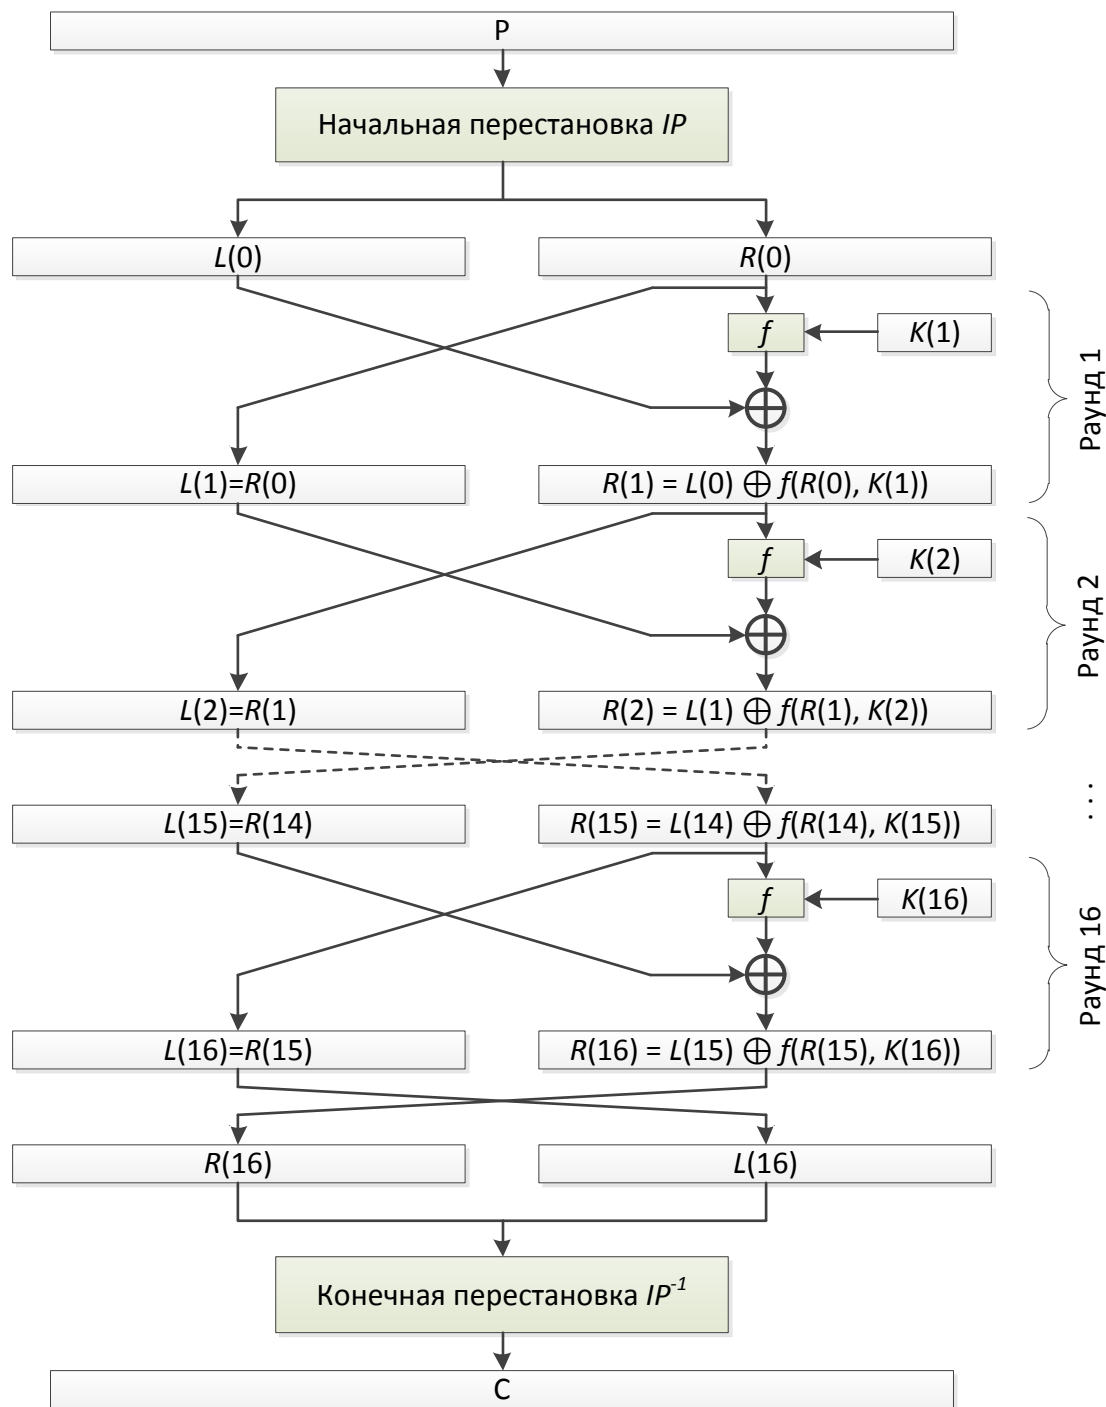 P
Начальная перестановка IP
L(0)
R(0)
f
K(1)
Раунд 1
L(1)=R(0)
R(1) = L(0) ⊕ f(R(0), K(1))
f
K(2)
Раунд 2
L(2)=R(1)
R(2) = L(1) ⊕ f(R(1), K(2))
. . .
L(15)=R(14)
R(15) = L(14) ⊕ f(R(14), K(15))
f
K(16)
Раунд 16
L(16)=R(15)
R(16) = L(15) ⊕ f(R(15), K(16))
R(16)
L(16)
Конечная перестановка IP⁻¹
C